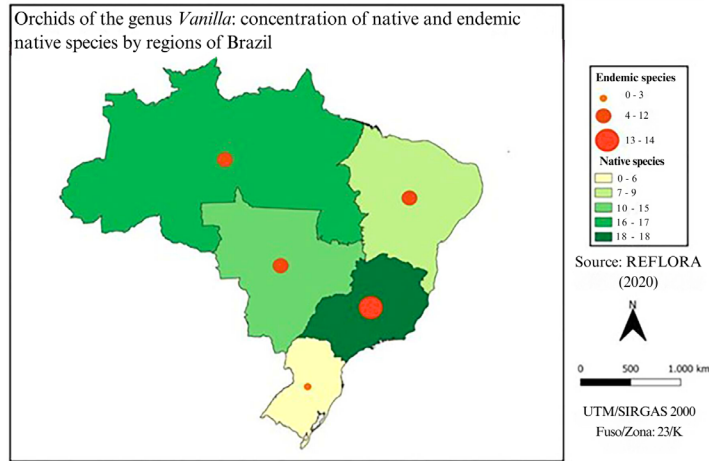 Orchids of the genus Vanilla: concentration of native and endemic
native species by regions of Brazil
Endemic species
0 - 3
4 - 12
13 - 14
Native species
0 - 6
7 - 9
10 - 15
16 - 17
18 - 18
Source: REFLORA
(2020)
N
0 500 1.000 km
UTM/SIRGAS 2000
Fuso/Zona: 23/K